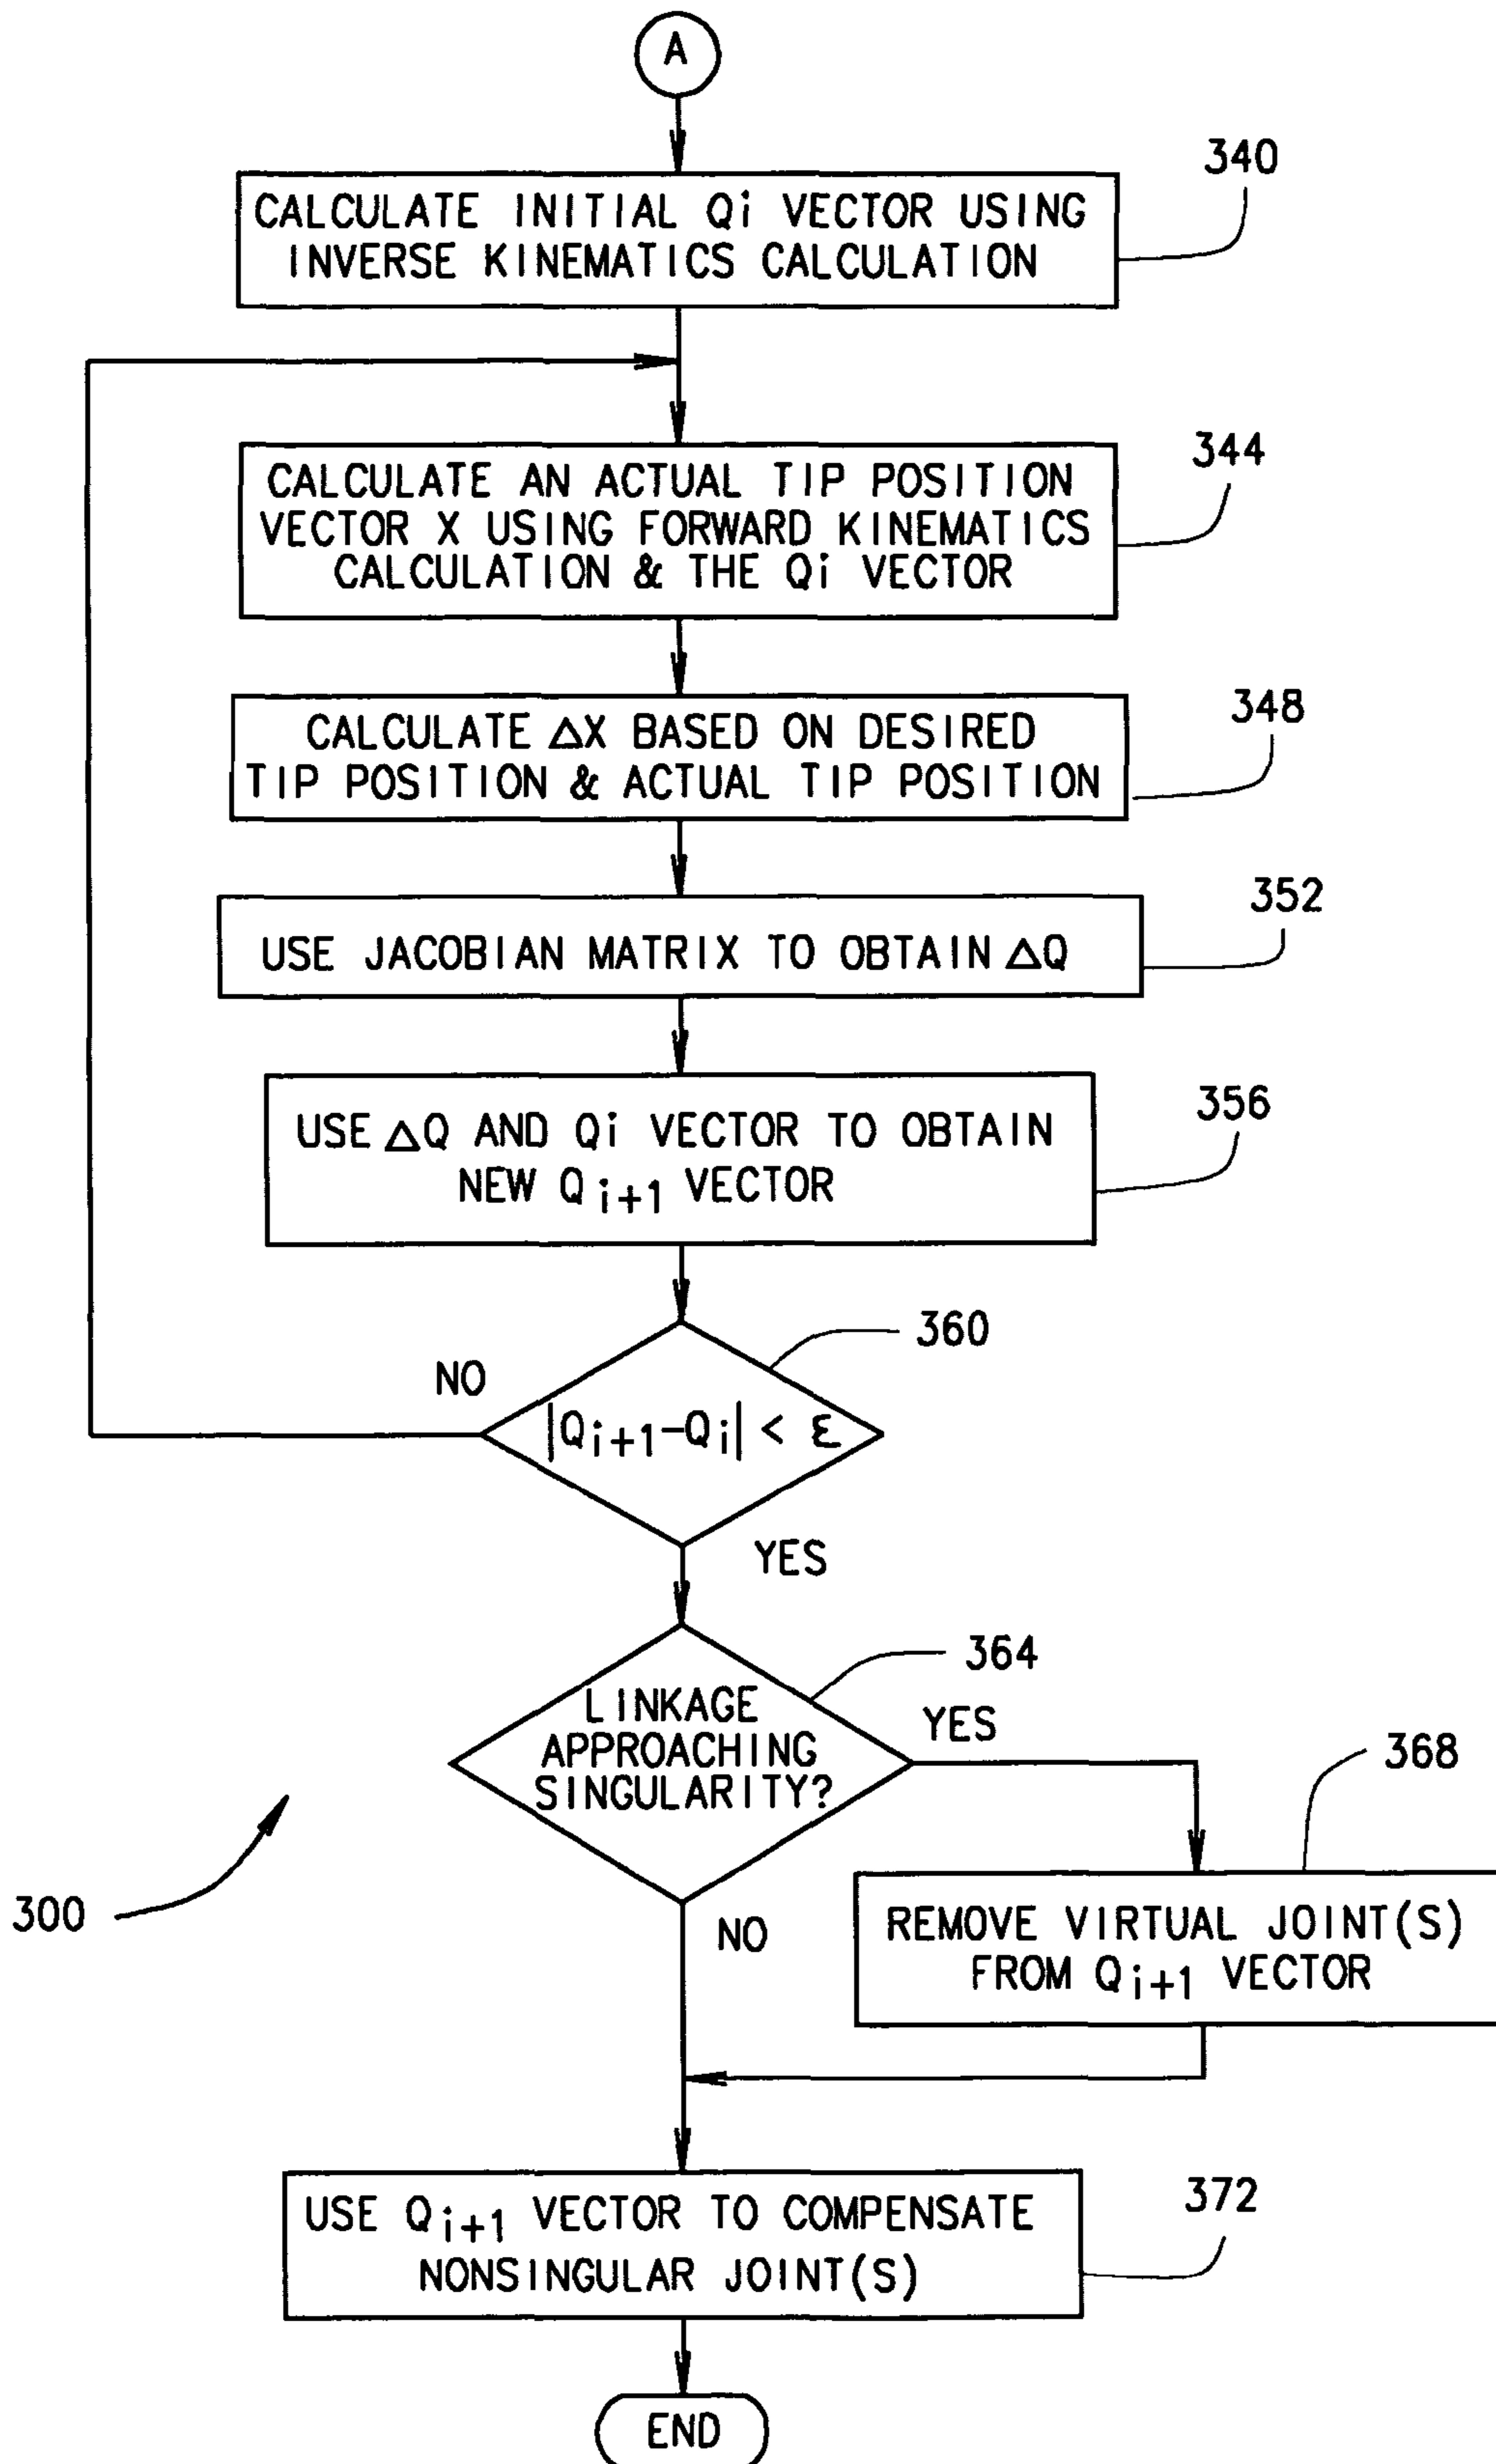 A
340
CALCULATE INITIAL Qi VECTOR USING
INVERSE KINEMATICS CALCULATION
344
CALCULATE AN ACTUAL TIP POSITION
VECTOR X USING FORWARD KINEMATICS
CALCULATION & THE Qi VECTOR
348
CALCULATE ΔX BASED ON DESIRED
TIP POSITION & ACTUAL TIP POSITION
352
USE JACOBIAN MATRIX TO OBTAIN ΔQ
356
USE ΔQ AND Qi VECTOR TO OBTAIN
NEW Qi+1 VECTOR
360
NO
|Qi+1-Qi| < ε
YES
364
LINKAGE
APPROACHING
SINGULARITY?
YES
368
300
REMOVE VIRTUAL JOINT(S)
FROM Qi+1 VECTOR
NO
372
USE Qi+1 VECTOR TO COMPENSATE
NONSINGULAR JOINT(S)
END